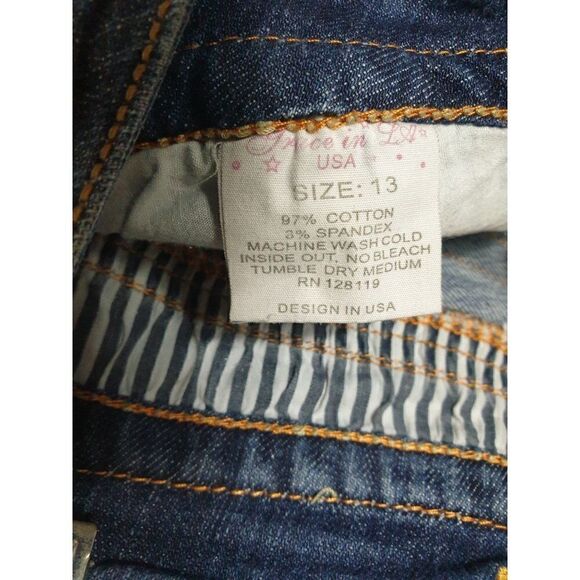 Grace in LA
USA
SIZE: 13
97% COTTON
3% SPANDEX
MACHINE WASH COLD
INSIDE OUT, NO BLEACH
TUMBLE DRY MEDIUM
RN 128119
DESIGN IN USA